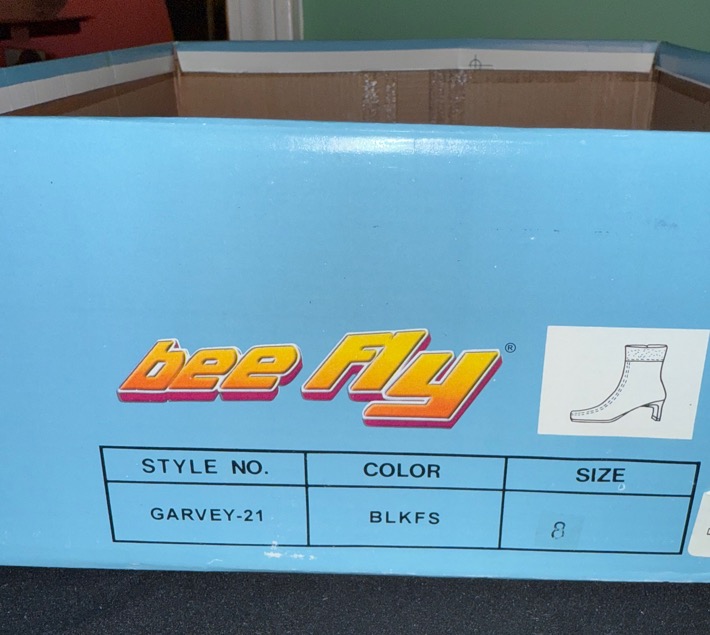 bee Fly ®
STYLE NO. COLOR SIZE
GARVEY-21 BLKFS 8